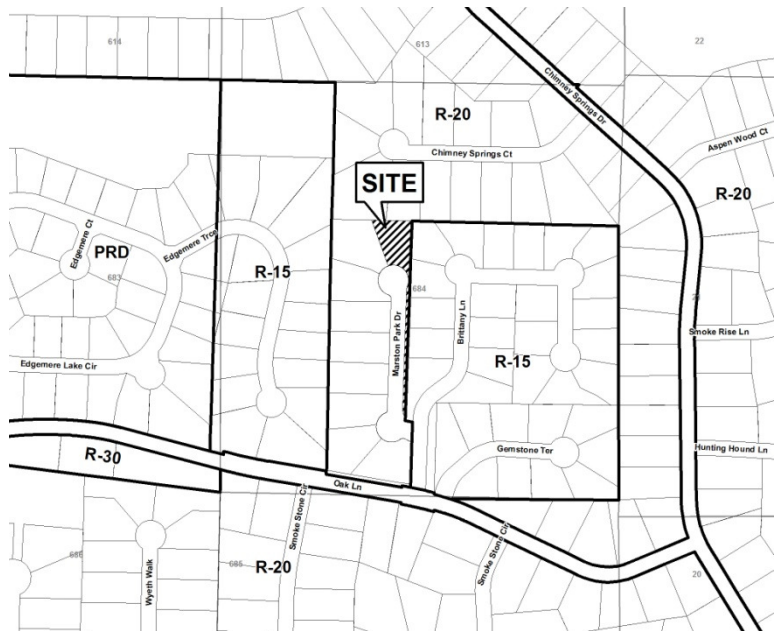 614
613
22
Chimney Springs Dr
R-20
Aspen Wood Ct
Chimney Springs Ct
SITE
R-20
Edgemere Ct
Edgemere Trce
PRD
683
R-15
684
Marston Park Dr
Brittany Ln
Smoke Rise Ln
Edgemere Lake Cir
R-15
R-30
Gemstone Ter
Hunting Hound Ln
Oak Ln
Smoke Stone Cir
Smoke Stone Cir
Wyeth Walk
686
685
R-20
20